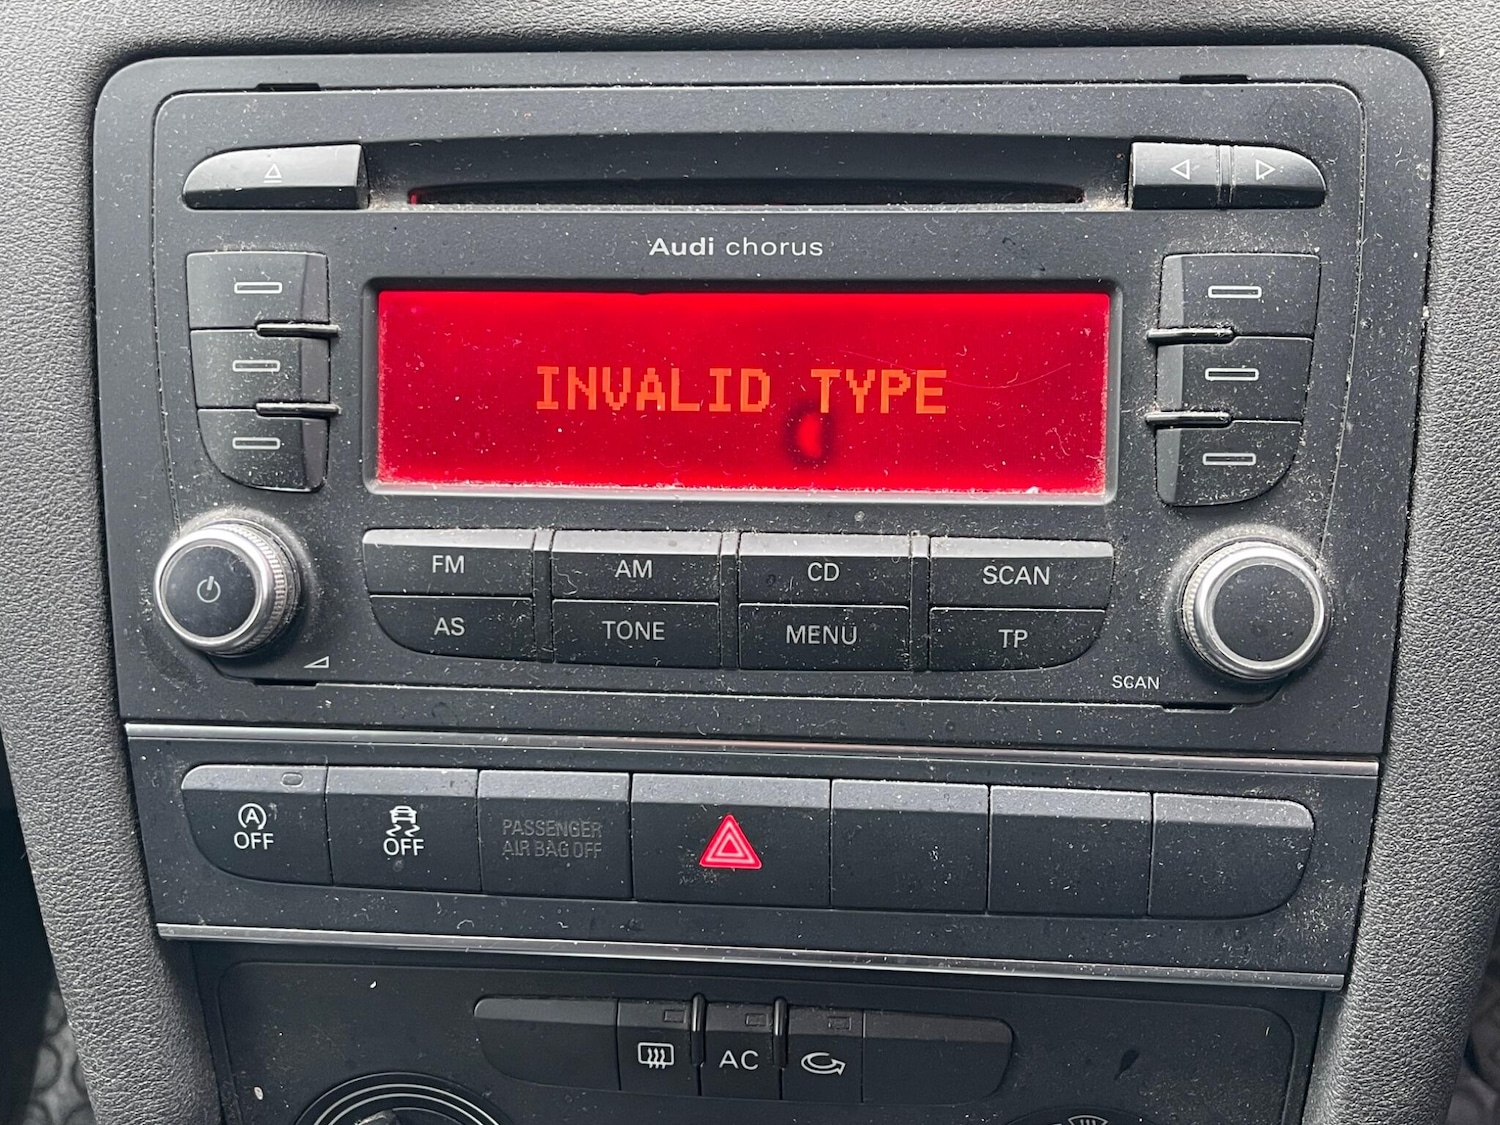 Audi chorus
INVALID TYPE
FM AM CD SCAN
AS TONE MENU TP
SCAN
A
OFF
OFF
PASSENGER
AIR BAG OFF
AC